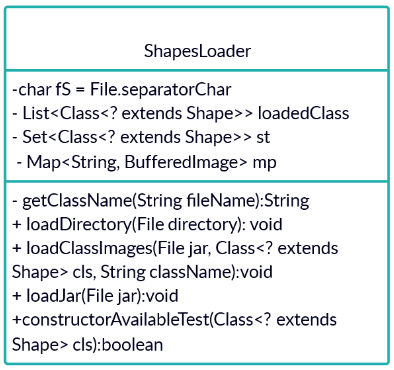 ShapesLoader
-char fS = File.separatorChar
- List<Class<? extends Shape>> loadedClass
- Set<Class<? extends Shape>> st
- Map<String, BufferedImage> mp
- getClassName(String fileName):String
+ loadDirectory(File directory): void
+ loadClassImages(File jar, Class<? extends
Shape> cls, String className):void
+ loadJar(File jar):void
+constructorAvailableTest(Class<? extends
Shape> cls):boolean